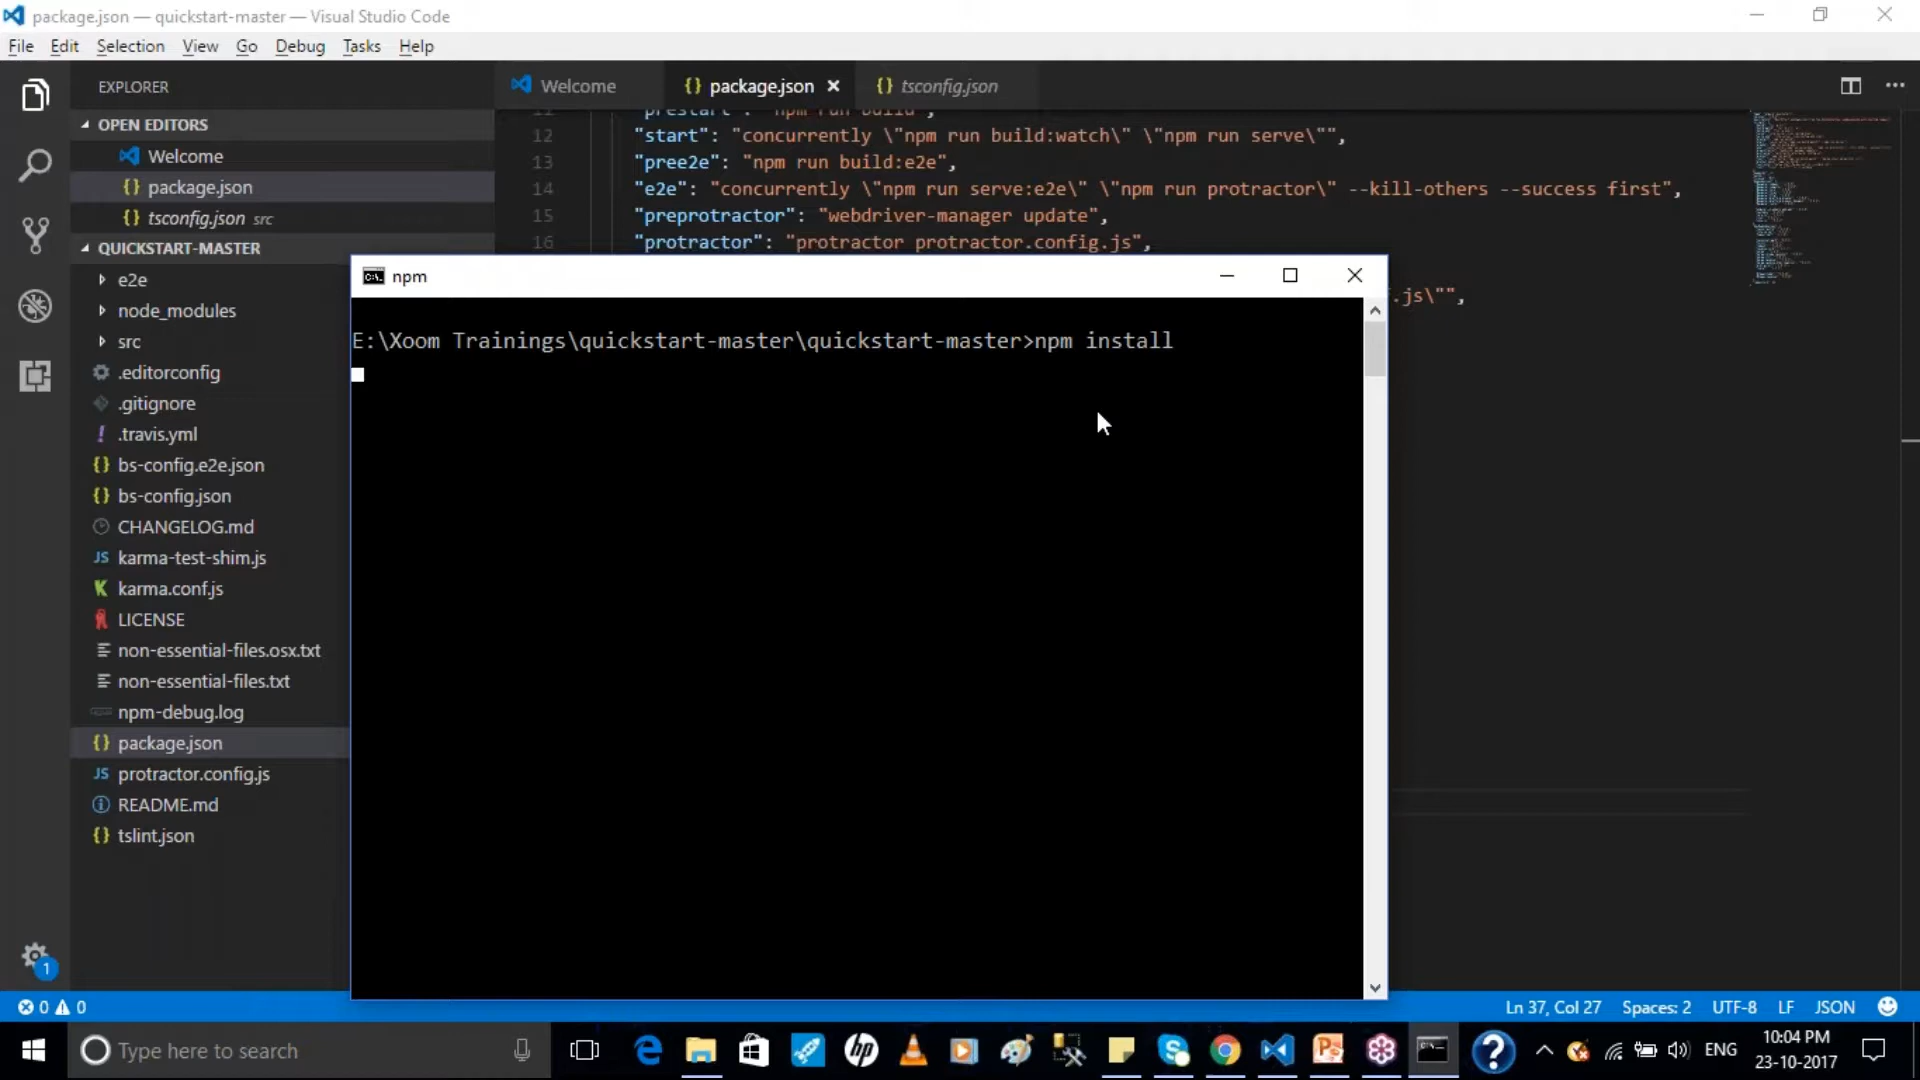 package.json — quickstart-master — Visual Studio Code
File Edit Selection View Go Debug Tasks Help
EXPLORER
Welcome
package.json
tsconfig.json
OPEN EDITORS
Welcome
package.json
tsconfig.json src
QUICKSTART-MASTER
e2e
node_modules
src
.editorconfig
.gitignore
.travis.yml
bs-config.e2e.json
bs-config.json
CHANGELOG.md
karma-test-shim.js
karma.conf.js
LICENSE
non-essential-files.osx.txt
non-essential-files.txt
npm-debug.log
package.json
protractor.config.js
README.md
tslint.json
"prestart": "npm run build",
12 "start": "concurrently \"npm run build:watch\" \"npm run serve\"",
13 "pree2e": "npm run build:e2e",
14 "e2e": "concurrently \"npm run serve:e2e\" \"npm run protractor\" --kill-others --success first",
15 "preprotractor": "webdriver-manager update",
16 "protractor": "protractor protractor.config.js",
.js\"",
npm
E:\Xoom Trainings\quickstart-master\quickstart-master>npm install
1
0 0
Ln 37, Col 27 Spaces: 2 UTF-8 LF JSON
Type here to search
ENG
10:04 PM
23-10-2017